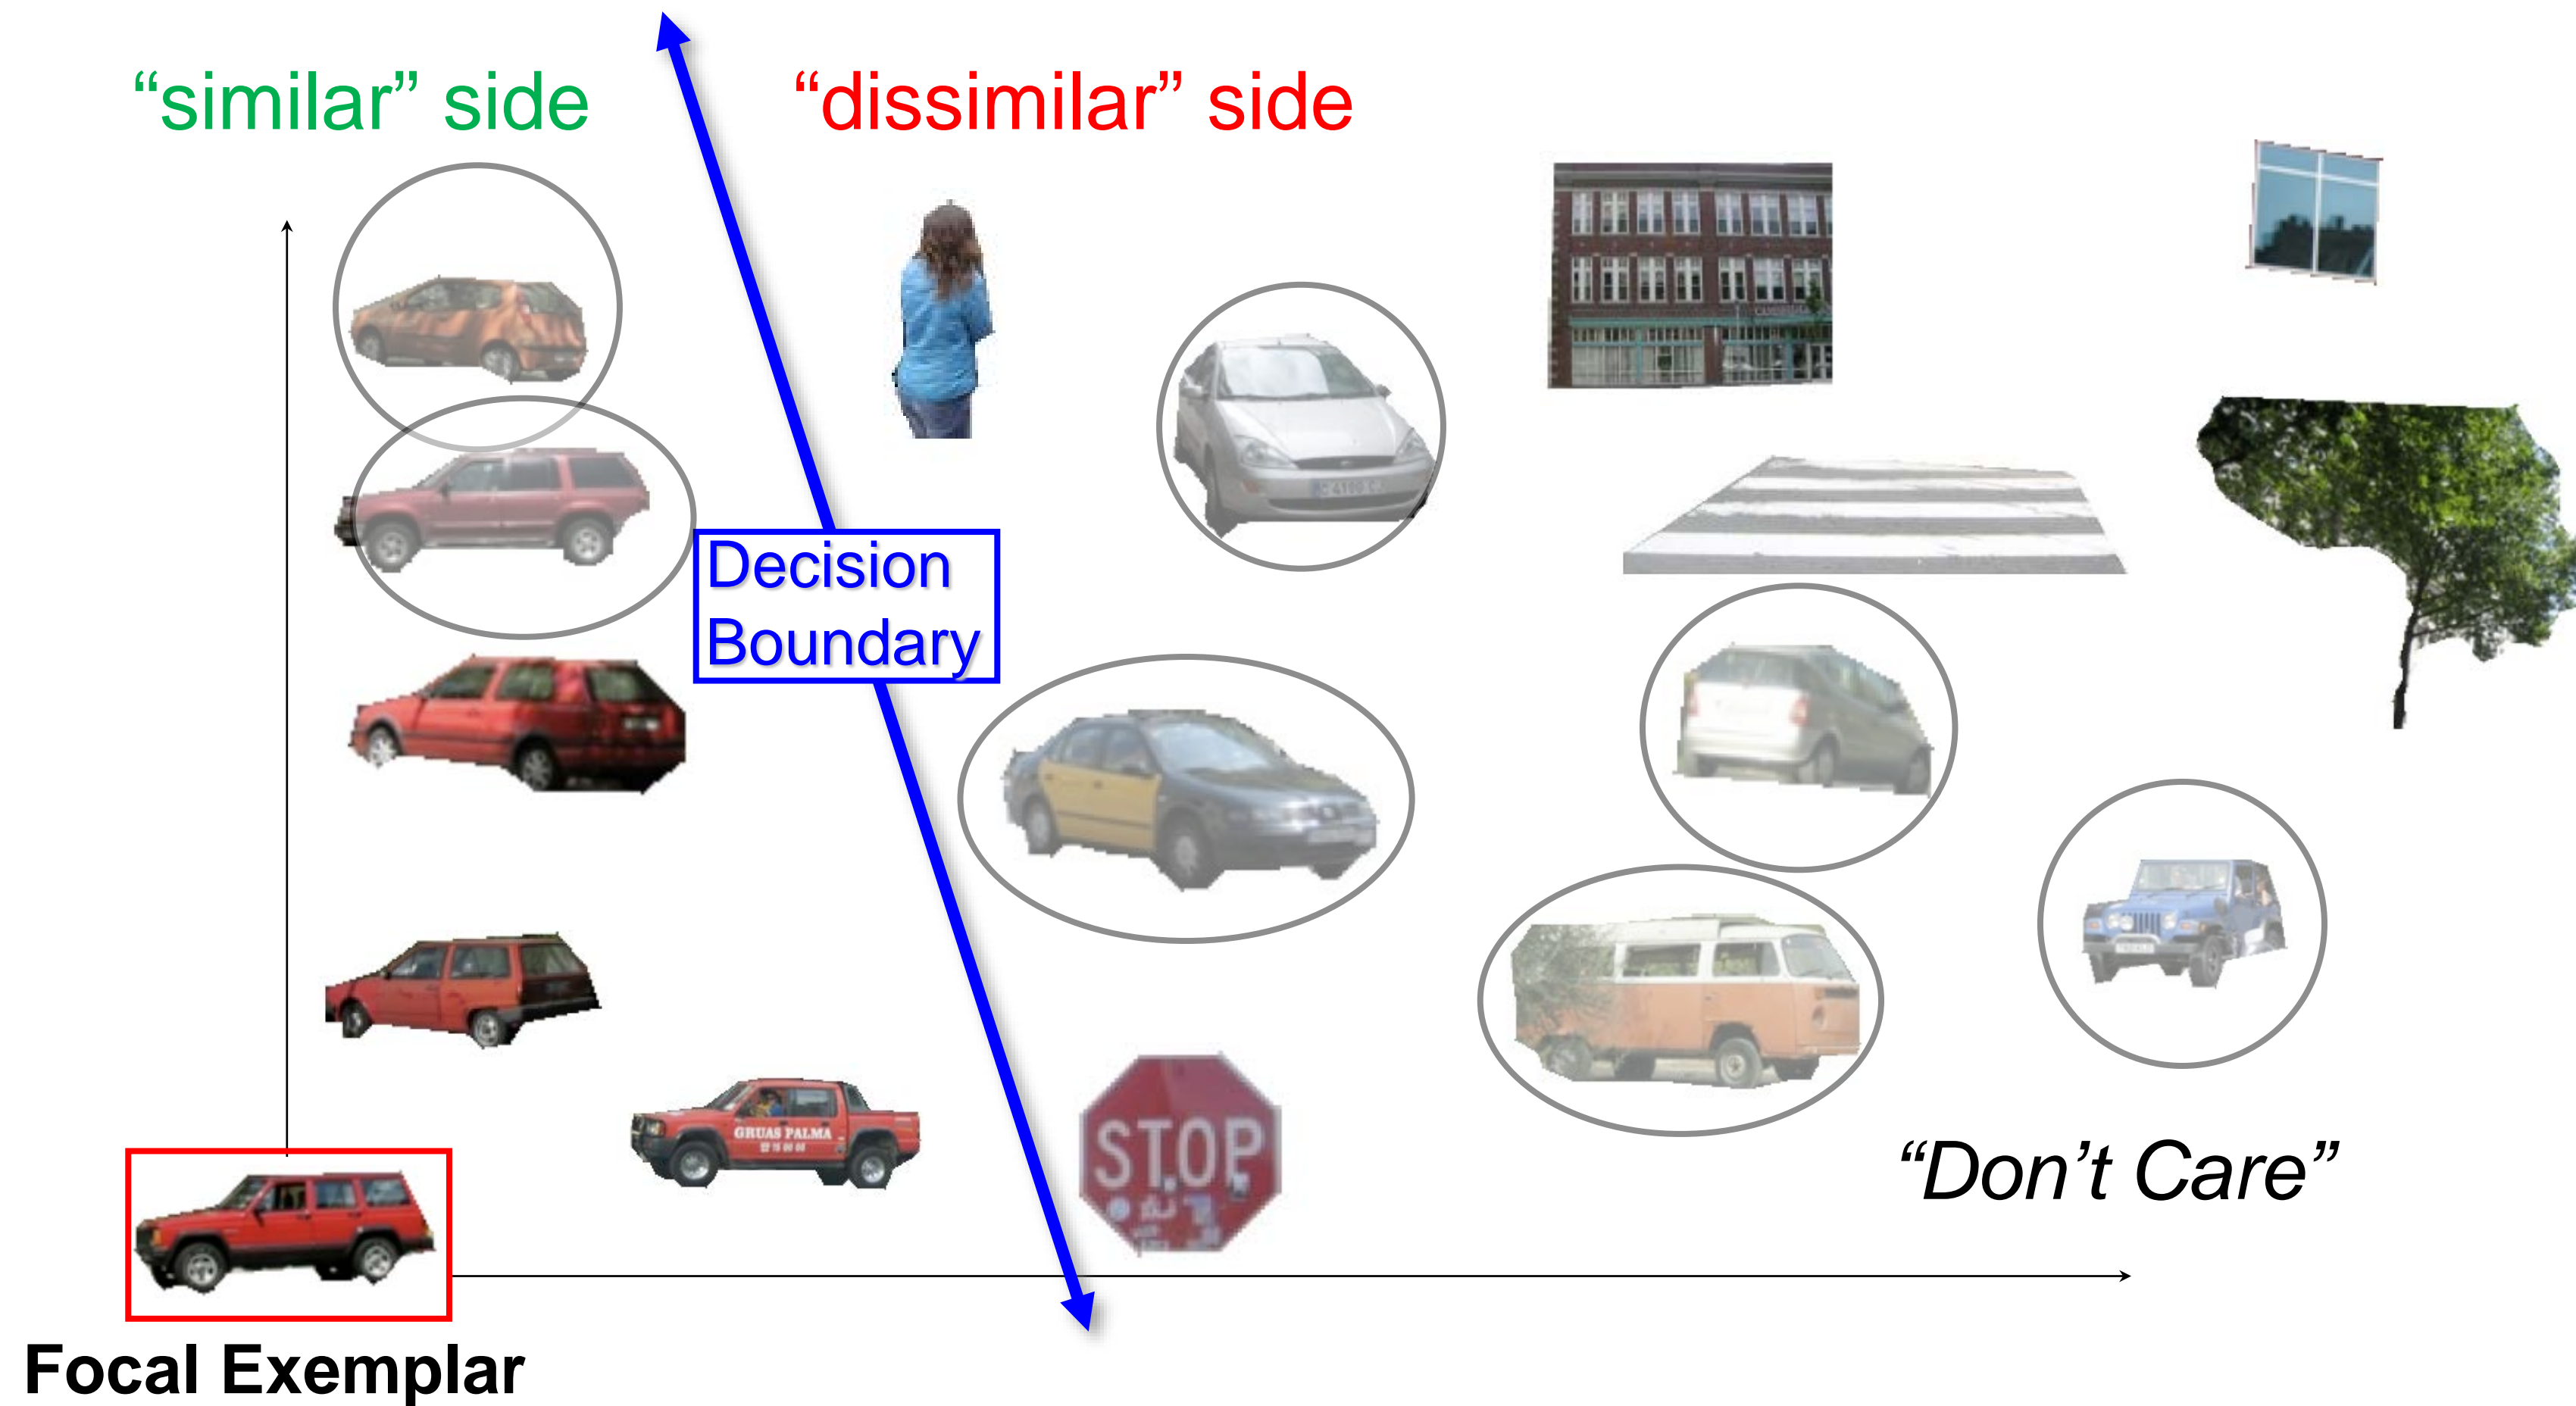 “similar” side
“dissimilar” side
Decision
Boundary
GRUAS PALMA
STOP
“Don’t Care”
Focal Exemplar